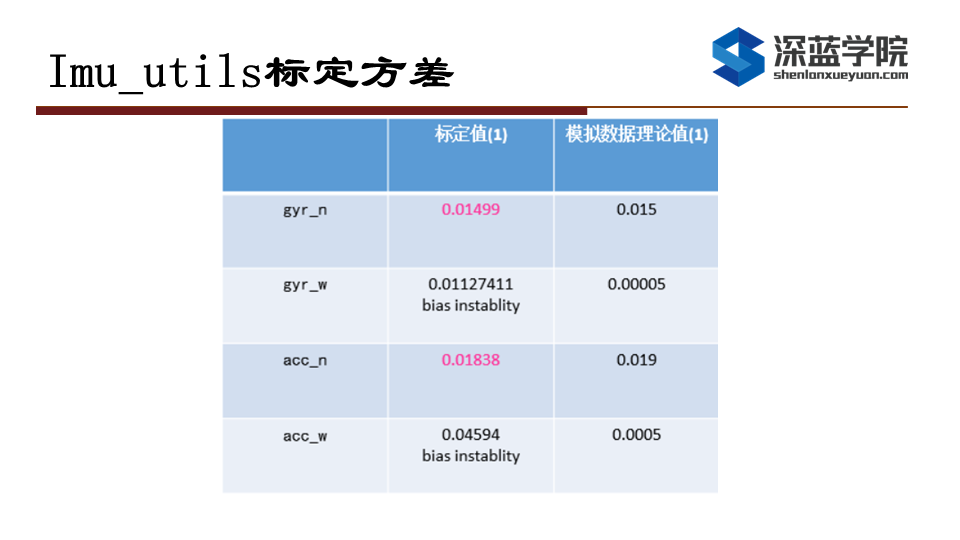 Imu_utils标定方差
深蓝学院
shenlanxueyuan.com
标定值(1) 模拟数据理论值(1)
gyr_n 0.01499 0.015
gyr_w 0.01127411 0.00005
bias instablity
acc_n 0.01838 0.019
acc_w 0.04594 0.0005
bias instablity